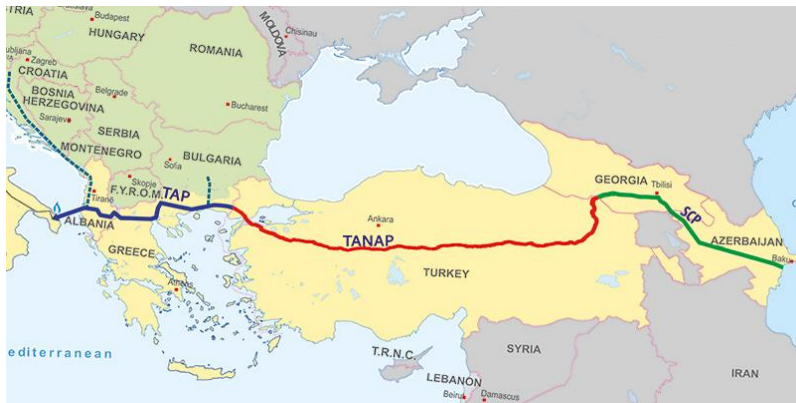 Budapest
Chisinau
HUNGARY
MOLDOVA
ROMANIA
Zagreb
CROATIA
BOSNIA
HERZEGOVINA
Belgrade
Bucharest
Sarajevo
SERBIA
MONTENEGRO
Sofia
BULGARIA
Skopje
F.Y.R.O.M.
TAP
Tirane
ALBANIA
GREECE
Athens
GEORGIA
Tbilisi
SCP
AZERBAIJAN
Baku
Ankara
TANAP
TURKEY
editerranean
T.R.N.C.
SYRIA
LEBANON
Beirut
Damascus
IRAN